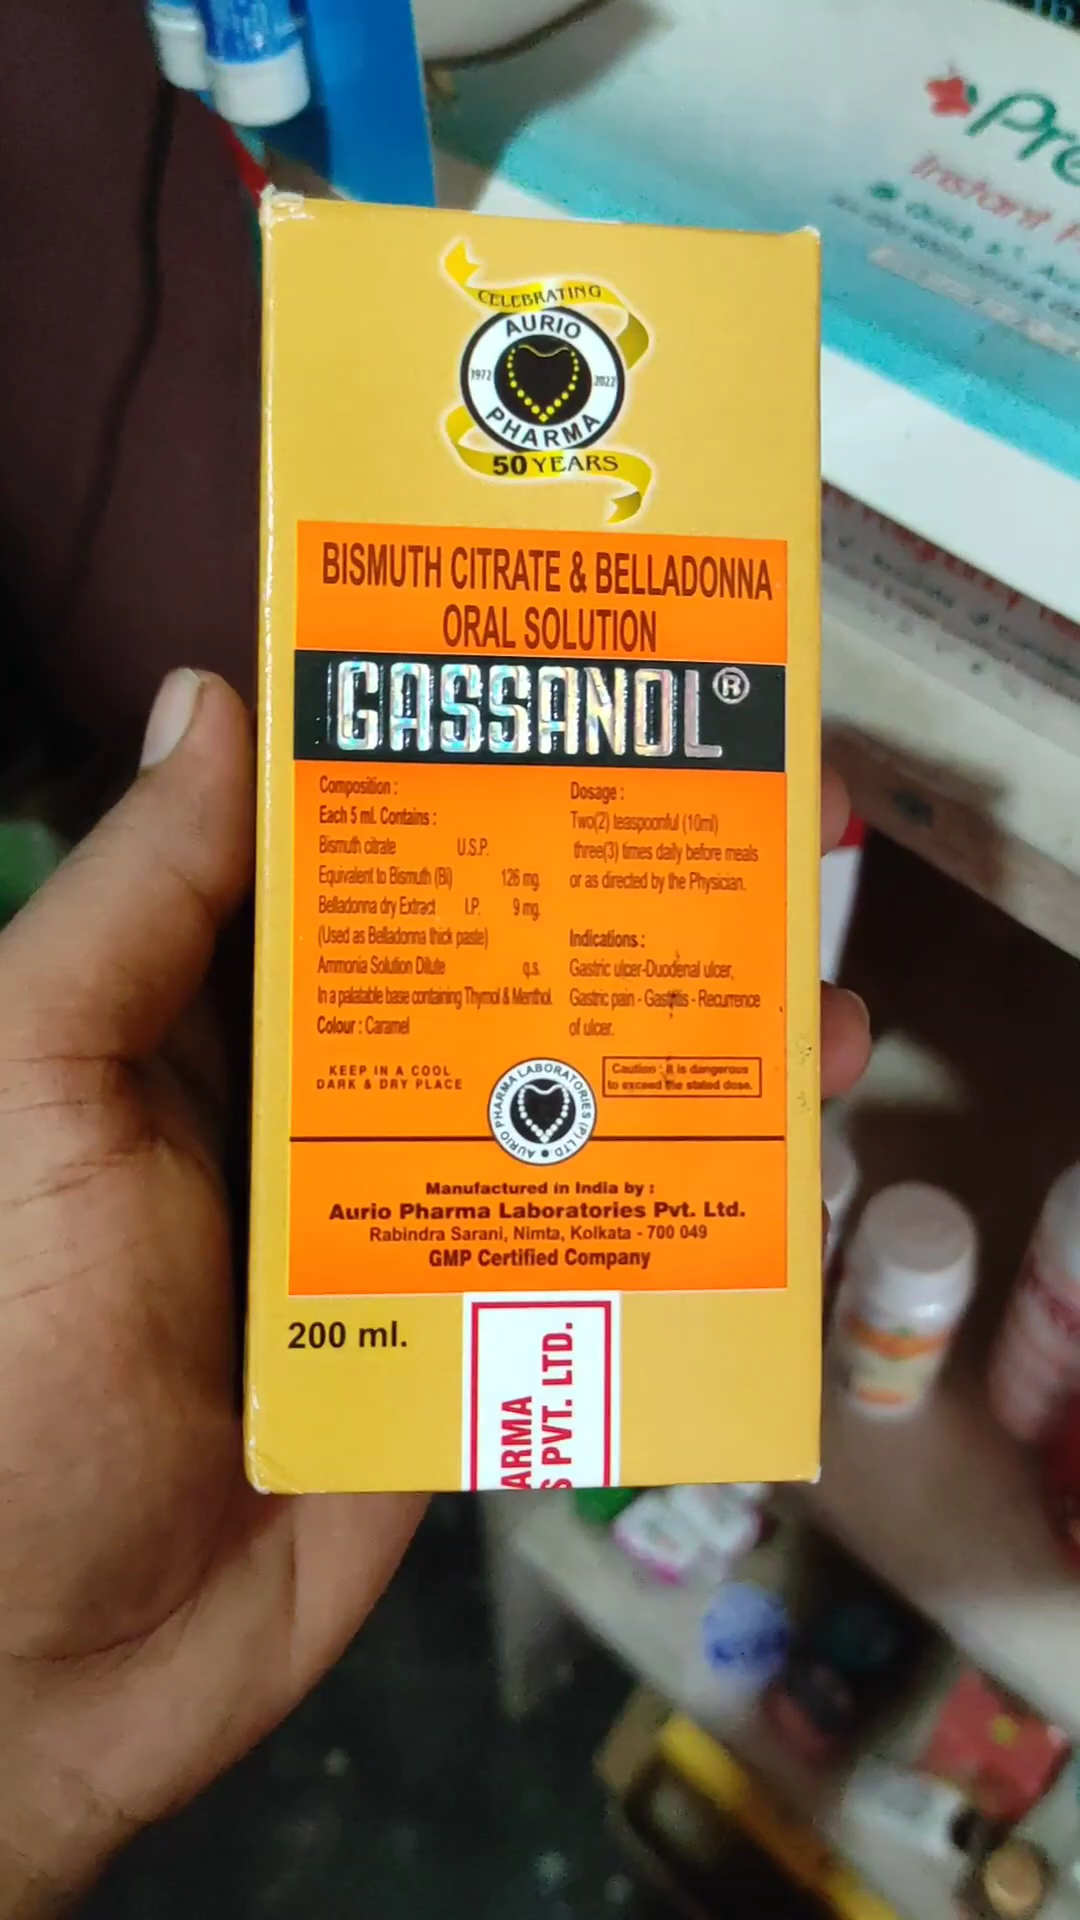 CELEBRATING
AURIO
1972 2022
PHARMA
50 YEARS
BISMUTH CITRATE & BELLADONNA
ORAL SOLUTION
GASSANOL®
Composition :
Each 5 ml. Contains :
Bismuth citrate U.S.P.
Equivalent to Bismuth (Bi) 126 mg.
Belladonna dry Extract I.P. 9 mg.
(Used as Belladonna thick paste)
Ammonia Solution Dilute q.s.
In a palatable base containing Thymol & Menthol.
Colour : Caramel
Dosage :
Two(2) teaspoonful (10ml)
three(3) times daily before meals
or as directed by the Physician.
Indications :
Gastric ulcer-Duodenal ulcer,
Gastric pain - Gastritis - Recurrence
of ulcer.
KEEP IN A COOL
DARK & DRY PLACE
AURIO PHARMA LABORATORIES (P) LTD
Caution : It is dangerous
to exceed the stated dose.
Manufactured in India by :
Aurio Pharma Laboratories Pvt. Ltd.
Rabindra Sarani, Nimta, Kolkata - 700 049
GMP Certified Company
200 ml.
ARMA
S PVT. LTD.
Pre
Instant